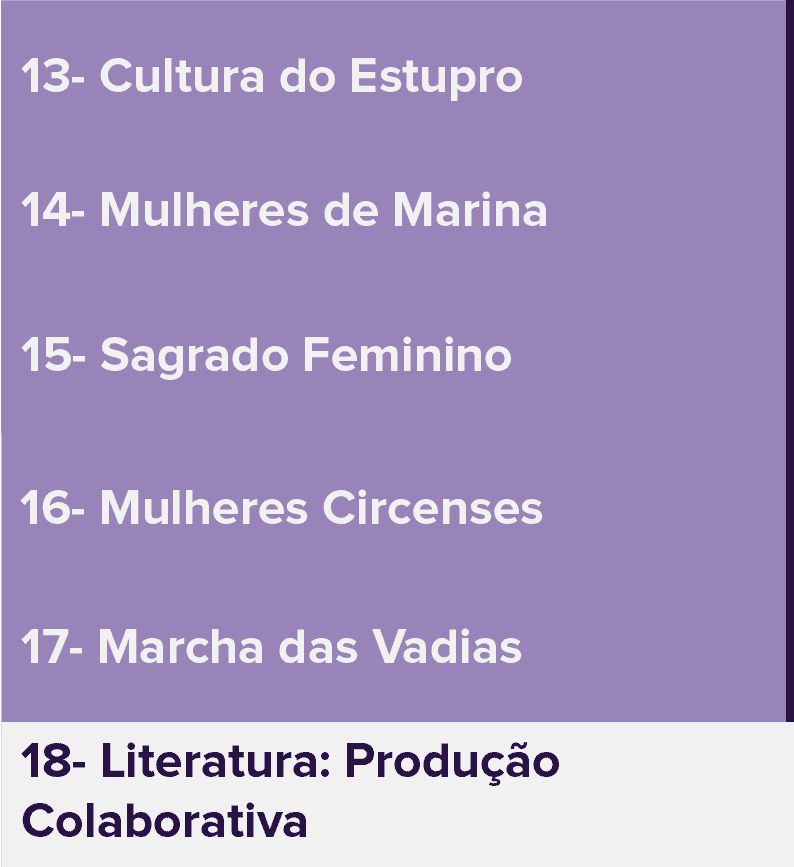 13- Cultura do Estupro
14- Mulheres de Marina
15- Sagrado Feminino
16- Mulheres Circenses
17- Marcha das Vadias
18- Literatura: Produção
Colaborativa